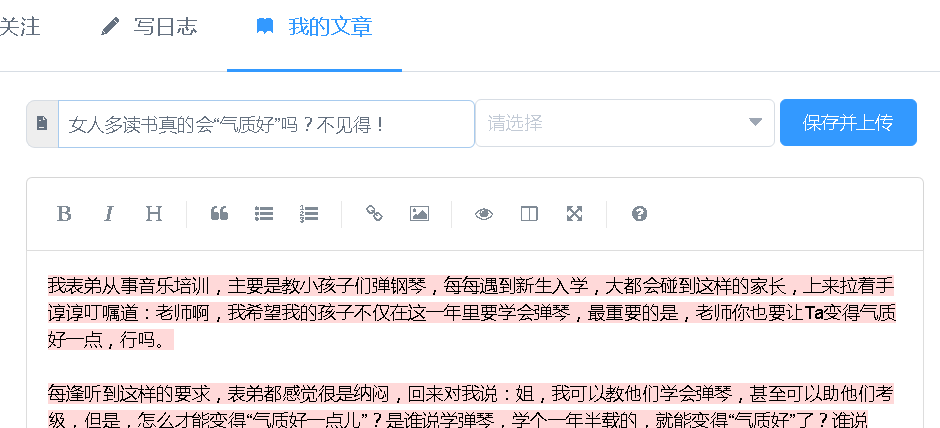 关注 写日志 我的文章
女人多读书真的会“气质好”吗？不见得！ 请选择 保存并上传
B I H
我表弟从事音乐培训，主要是教小孩子们弹钢琴，每每遇到新生入学，大都会碰到这样的家长，上来拉着手
谆谆叮嘱道：老师啊，我希望我的孩子不仅在这一年里要学会弹琴，最重要的是，老师你也要让Ta变得气质
好一点，行吗。
每逢听到这样的要求，表弟都感觉很是纳闷，回来对我说：姐，我可以教他们学会弹琴，甚至可以助他们考
级，但是，怎么才能变得“气质好一点儿”？是谁说学弹琴，学个一年半载的，就能变得“气质好”了？谁说